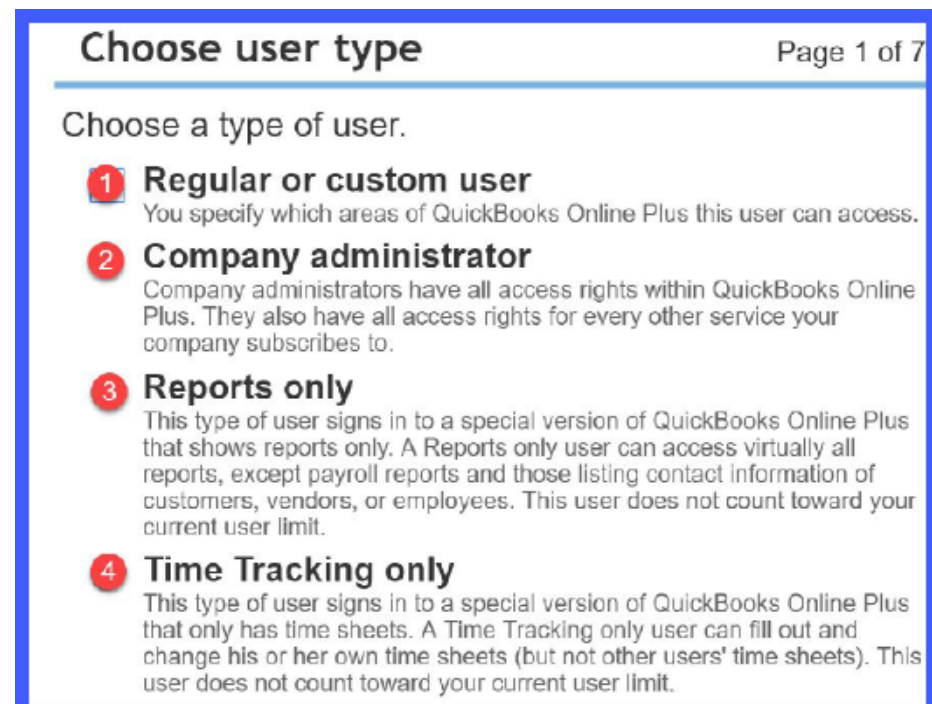 Choose user type
Page 1 of 7
Choose a type of user.
1 Regular or custom user
You specify which areas of QuickBooks Online Plus this user can access.
2 Company administrator
Company administrators have all access rights within QuickBooks Online
Plus. They also have all access rights for every other service your
company subscribes to.
3 Reports only
This type of user signs in to a special version of QuickBooks Online Plus
that shows reports only. A Reports only user can access virtually all
reports, except payroll reports and those listing contact information of
customers, vendors, or employees. This user does not count toward your
current user limit.
4 Time Tracking only
This type of user signs in to a special version of QuickBooks Online Plus
that only has time sheets. A Time Tracking only user can fill out and
change his or her own time sheets (but not other users' time sheets). This
user does not count toward your current user limit.